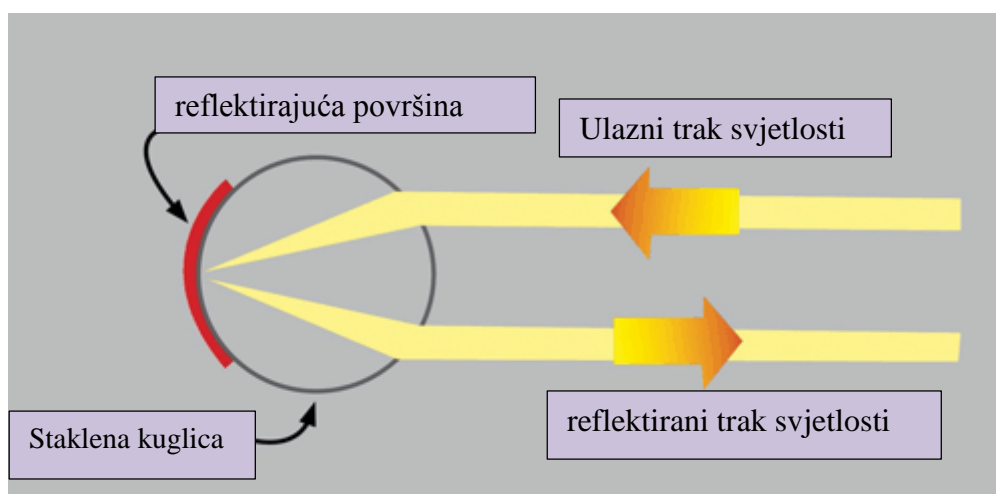 reflektirajuća površina
Ulazni trak svjetlosti
reflektirani trak svjetlosti
Staklena kuglica